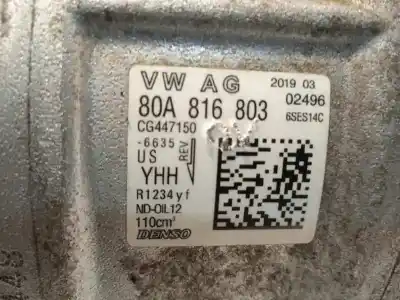 VW AG
2019 03
80A 816 803
02496
CG447150
6SES14C
-6635
US
REV
YHH
R1234yf
ND-OIL12
110cm³
DENSO